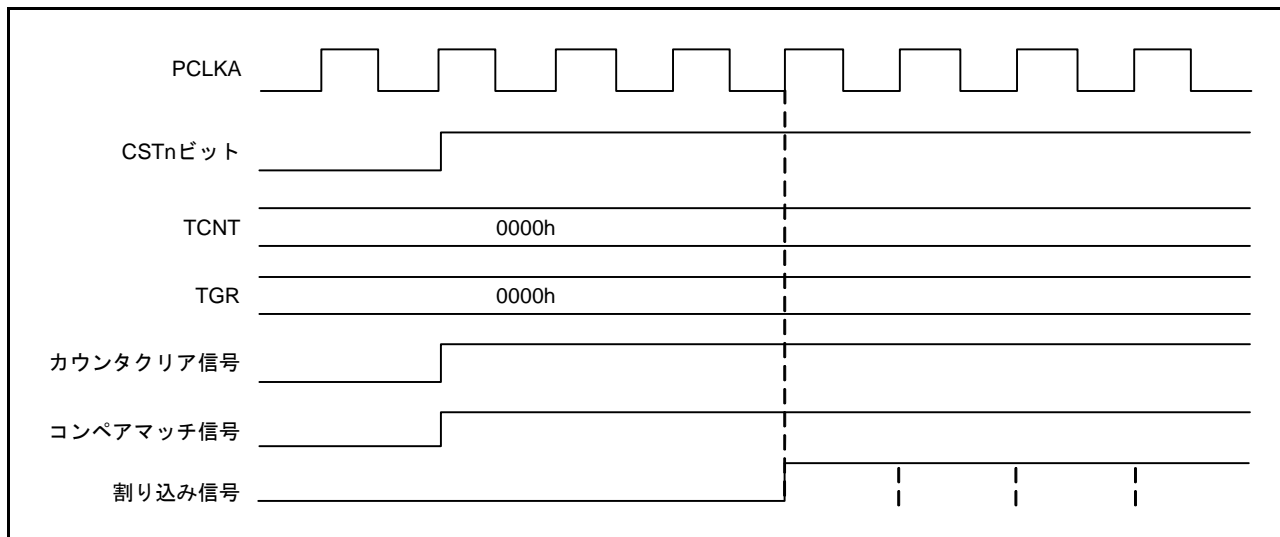 PCLKA
CSTnビット
TCNT 0000h
TGR 0000h
カウンタクリア信号
コンペアマッチ信号
割り込み信号